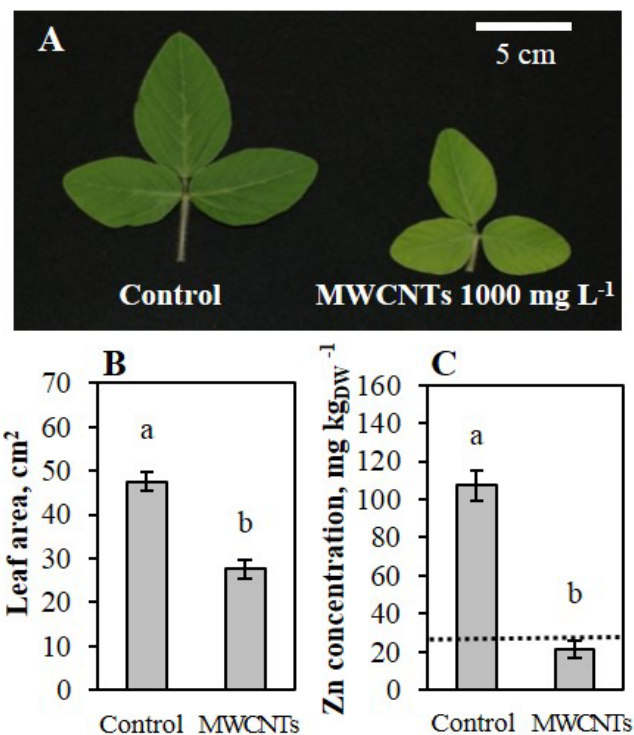 A
5 cm
Control
MWCNTs 1000 mg L⁻¹
B
Leaf area, cm²
70
60
50
40
30
20
10
0
a
b
Control
MWCNTs
C
Zn concentration, mg kg_DW⁻¹
160
140
120
100
80
60
40
20
0
a
b
Control
MWCNTs